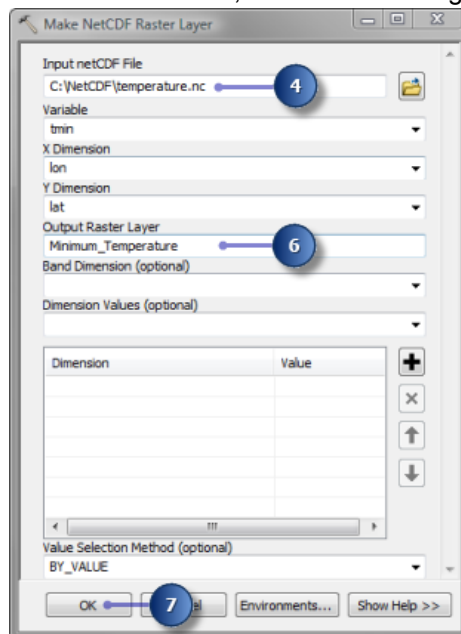 Make NetCDF Raster Layer
Input netCDF File
C:\NetCDF\temperature.nc
4
Variable
tmin
X Dimension
lon
Y Dimension
lat
Output Raster Layer
Minimum_Temperature
6
Band Dimension (optional)
Dimension Values (optional)
Dimension Value
Value Selection Method (optional)
BY_VALUE
OK 7 el Environments... Show Help >>